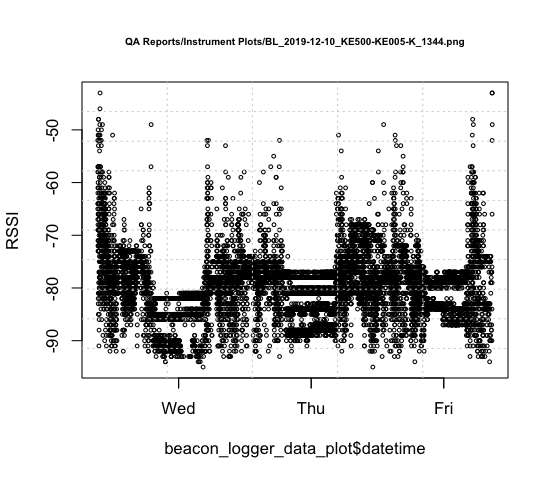 QA Reports/Instrument Plots/BL_2019-12-10_KE500-KE005-K_1344.png
-50
-60
-70
-80
-90
RSSI
Wed Thu Fri
beacon_logger_data_plot$datetime